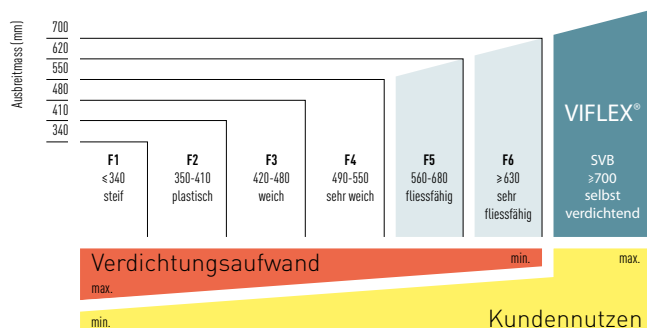 Ausbreitmass (mm)
700
620
550
480
410
340
F1
≤340
steif
F2
350-410
plastisch
F3
420-480
weich
F4
490-550
sehr weich
F5
560-680
fliessfähig
F6
≥630
sehr
fliessfähig
VIFLEX®
SVB
≥700
selbst
verdichtend
Verdichtungsaufwand
max.
min.
max.
min.
Kundennutzen